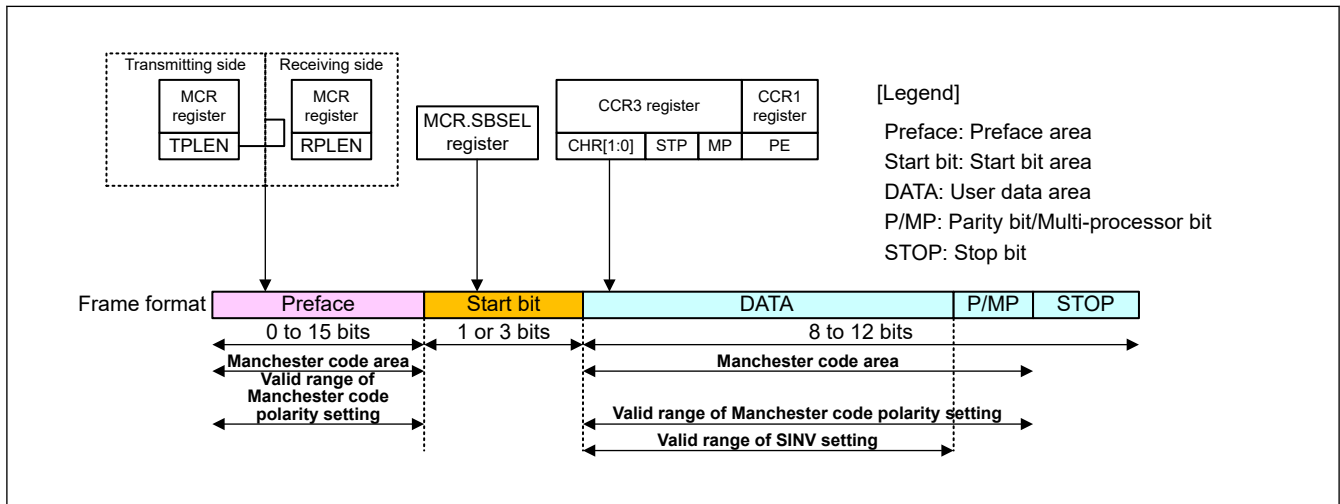 Transmitting side
Receiving side
MCR
register
TPLEN
MCR
register
RPLEN
MCR.SBSEL
register
CCR3 register
CCR1
register
CHR[1:0]
STP
MP
PE
[Legend]
Preface: Preface area
Start bit: Start bit area
DATA: User data area
P/MP: Parity bit/Multi-processor bit
STOP: Stop bit
Frame format
Preface
Start bit
DATA
P/MP
STOP
0 to 15 bits
1 or 3 bits
8 to 12 bits
Manchester code area
Manchester code area
Valid range of
Manchester code
polarity setting
Valid range of Manchester code polarity setting
Valid range of SINV setting